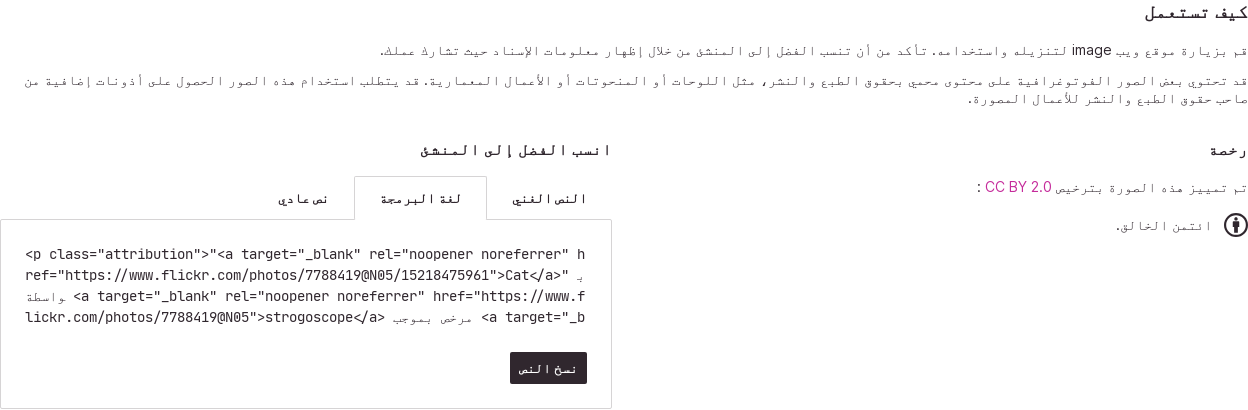 كيف تستعمل
قم بزيارة موقع ويب image لتنزيله واستخدامه. تأكد من أن تنسب الفضل إلى المنشئ من خلال إظهار معلومات الإسناد حيث تشارك عملك.
قد تحتوي بعض الصور الفوتوغرافية على محتوى محمي بحقوق الطبع والنشر، مثل اللوحات أو المنحوتات أو الأعمال المعمارية. قد يتطلب استخدام هذه الصور الحصول على أذونات إضافية من
صاحب حقوق الطبع والنشر للأعمال المصورة.
رخصة
تم تمييز هذه الصورة بترخيص CC BY 2.0 :
ائتمن الخالق.
انسب الفضل إلى المنشئ
النص الغني
لغة البرمجة
نص عادي
<p class="attribution">"<a target="_blank" rel="noopener noreferrer" h
ref="https://www.flickr.com/photos/7788419@N05/15218475961">Cat</a>" بـ
واسطة <a target="_blank" rel="noopener noreferrer" href="https://www.f
lickr.com/photos/7788419@N05">strogoscope</a> مرخص بموجب <a target="_b
نسخ النص